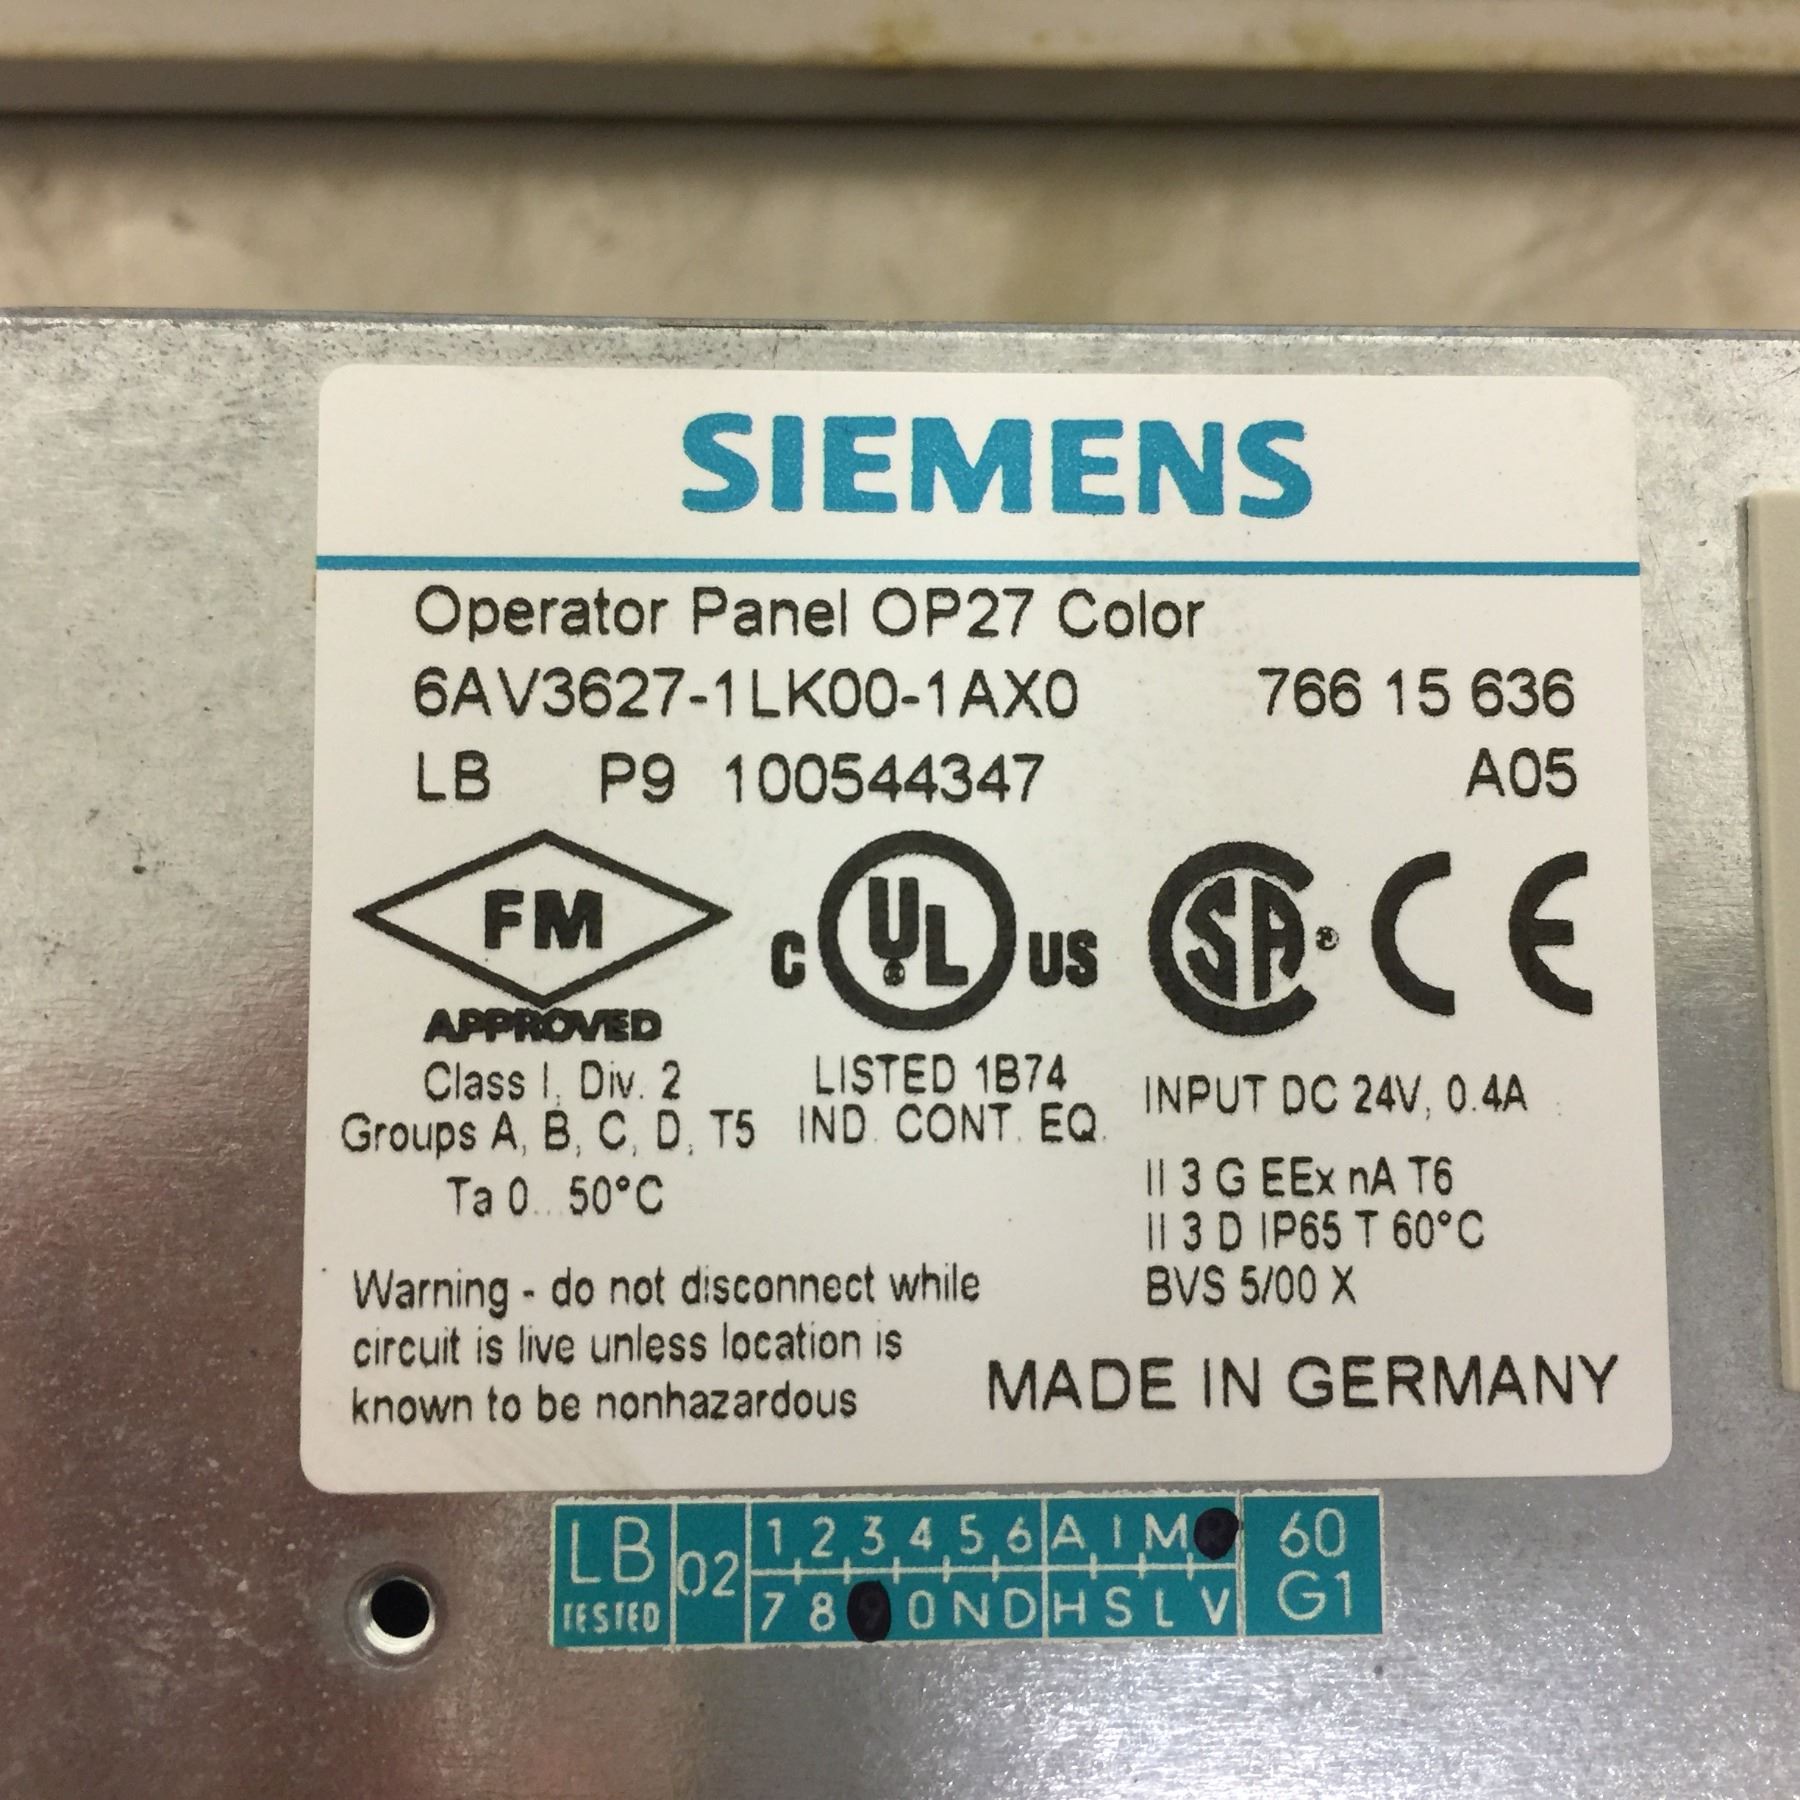 SIEMENS
Operator Panel OP27 Color
6AV3627-1LK00-1AX0 766 15 636
LB P9 100544347 A05
FM
APPROVED
C UL US
SA
CE
Class I, Div. 2
Groups A, B, C, D, T5
Ta 0...50°C
LISTED 1B74
IND. CONT. EQ.
INPUT DC 24V, 0.4A
II 3 G EEx nA T6
II 3 D IP65 T 60°C
BVS 5/00 X
Warning - do not disconnect while
circuit is live unless location is
known to be nonhazardous
MADE IN GERMANY
LB
TESTED
02
1 2 3 4 5 6 A I M
7 8 9 O N D H S L V
60
G1